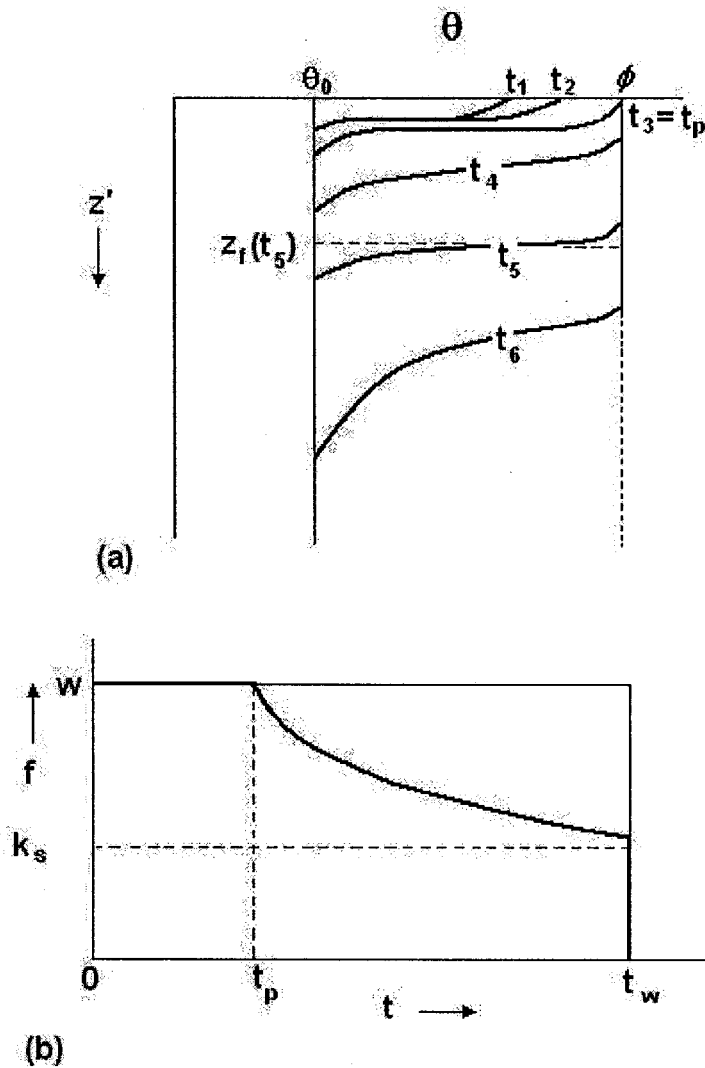 θ
θ₀ t₁ t₂ ϕ
t₃=tₚ
t₄
z'
z_f(t₅)
t₅
t₆
(a)
w
f
kₛ
0 tₚ t t_w
(b)